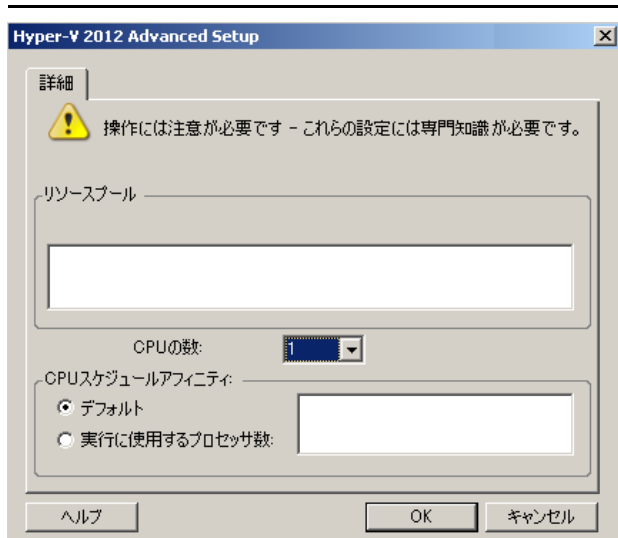 Hyper-V 2012 Advanced Setup
詳細
操作には注意が必要です - これらの設定には専門知識が必要です。
リソースプール
CPUの数: 1
CPUスケジュールアフィニティ:
デフォルト
実行に使用するプロセッサ数:
ヘルプ OK キャンセル